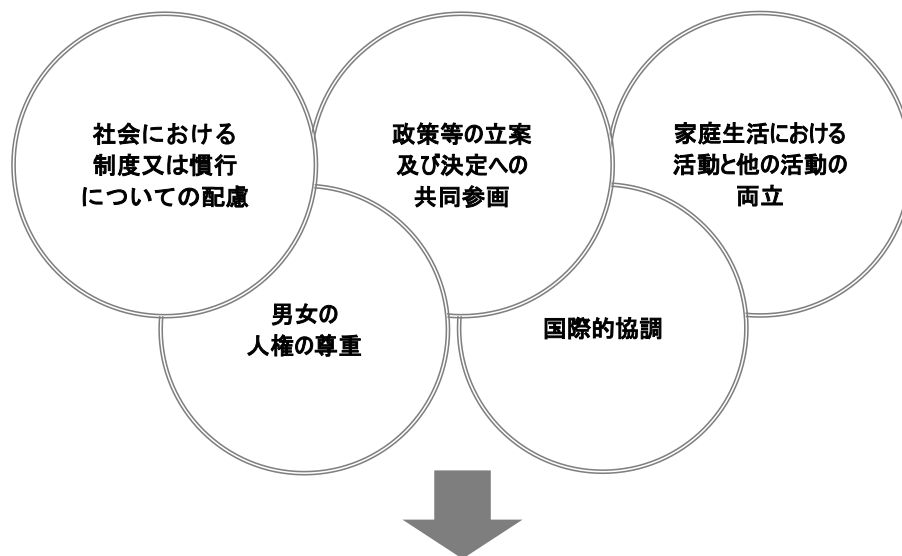 社会における
制度又は慣行
についての配慮
政策等の立案
及び決定への
共同参画
家庭生活における
活動と他の活動の
両立
男女の
人権の尊重
国際的協調